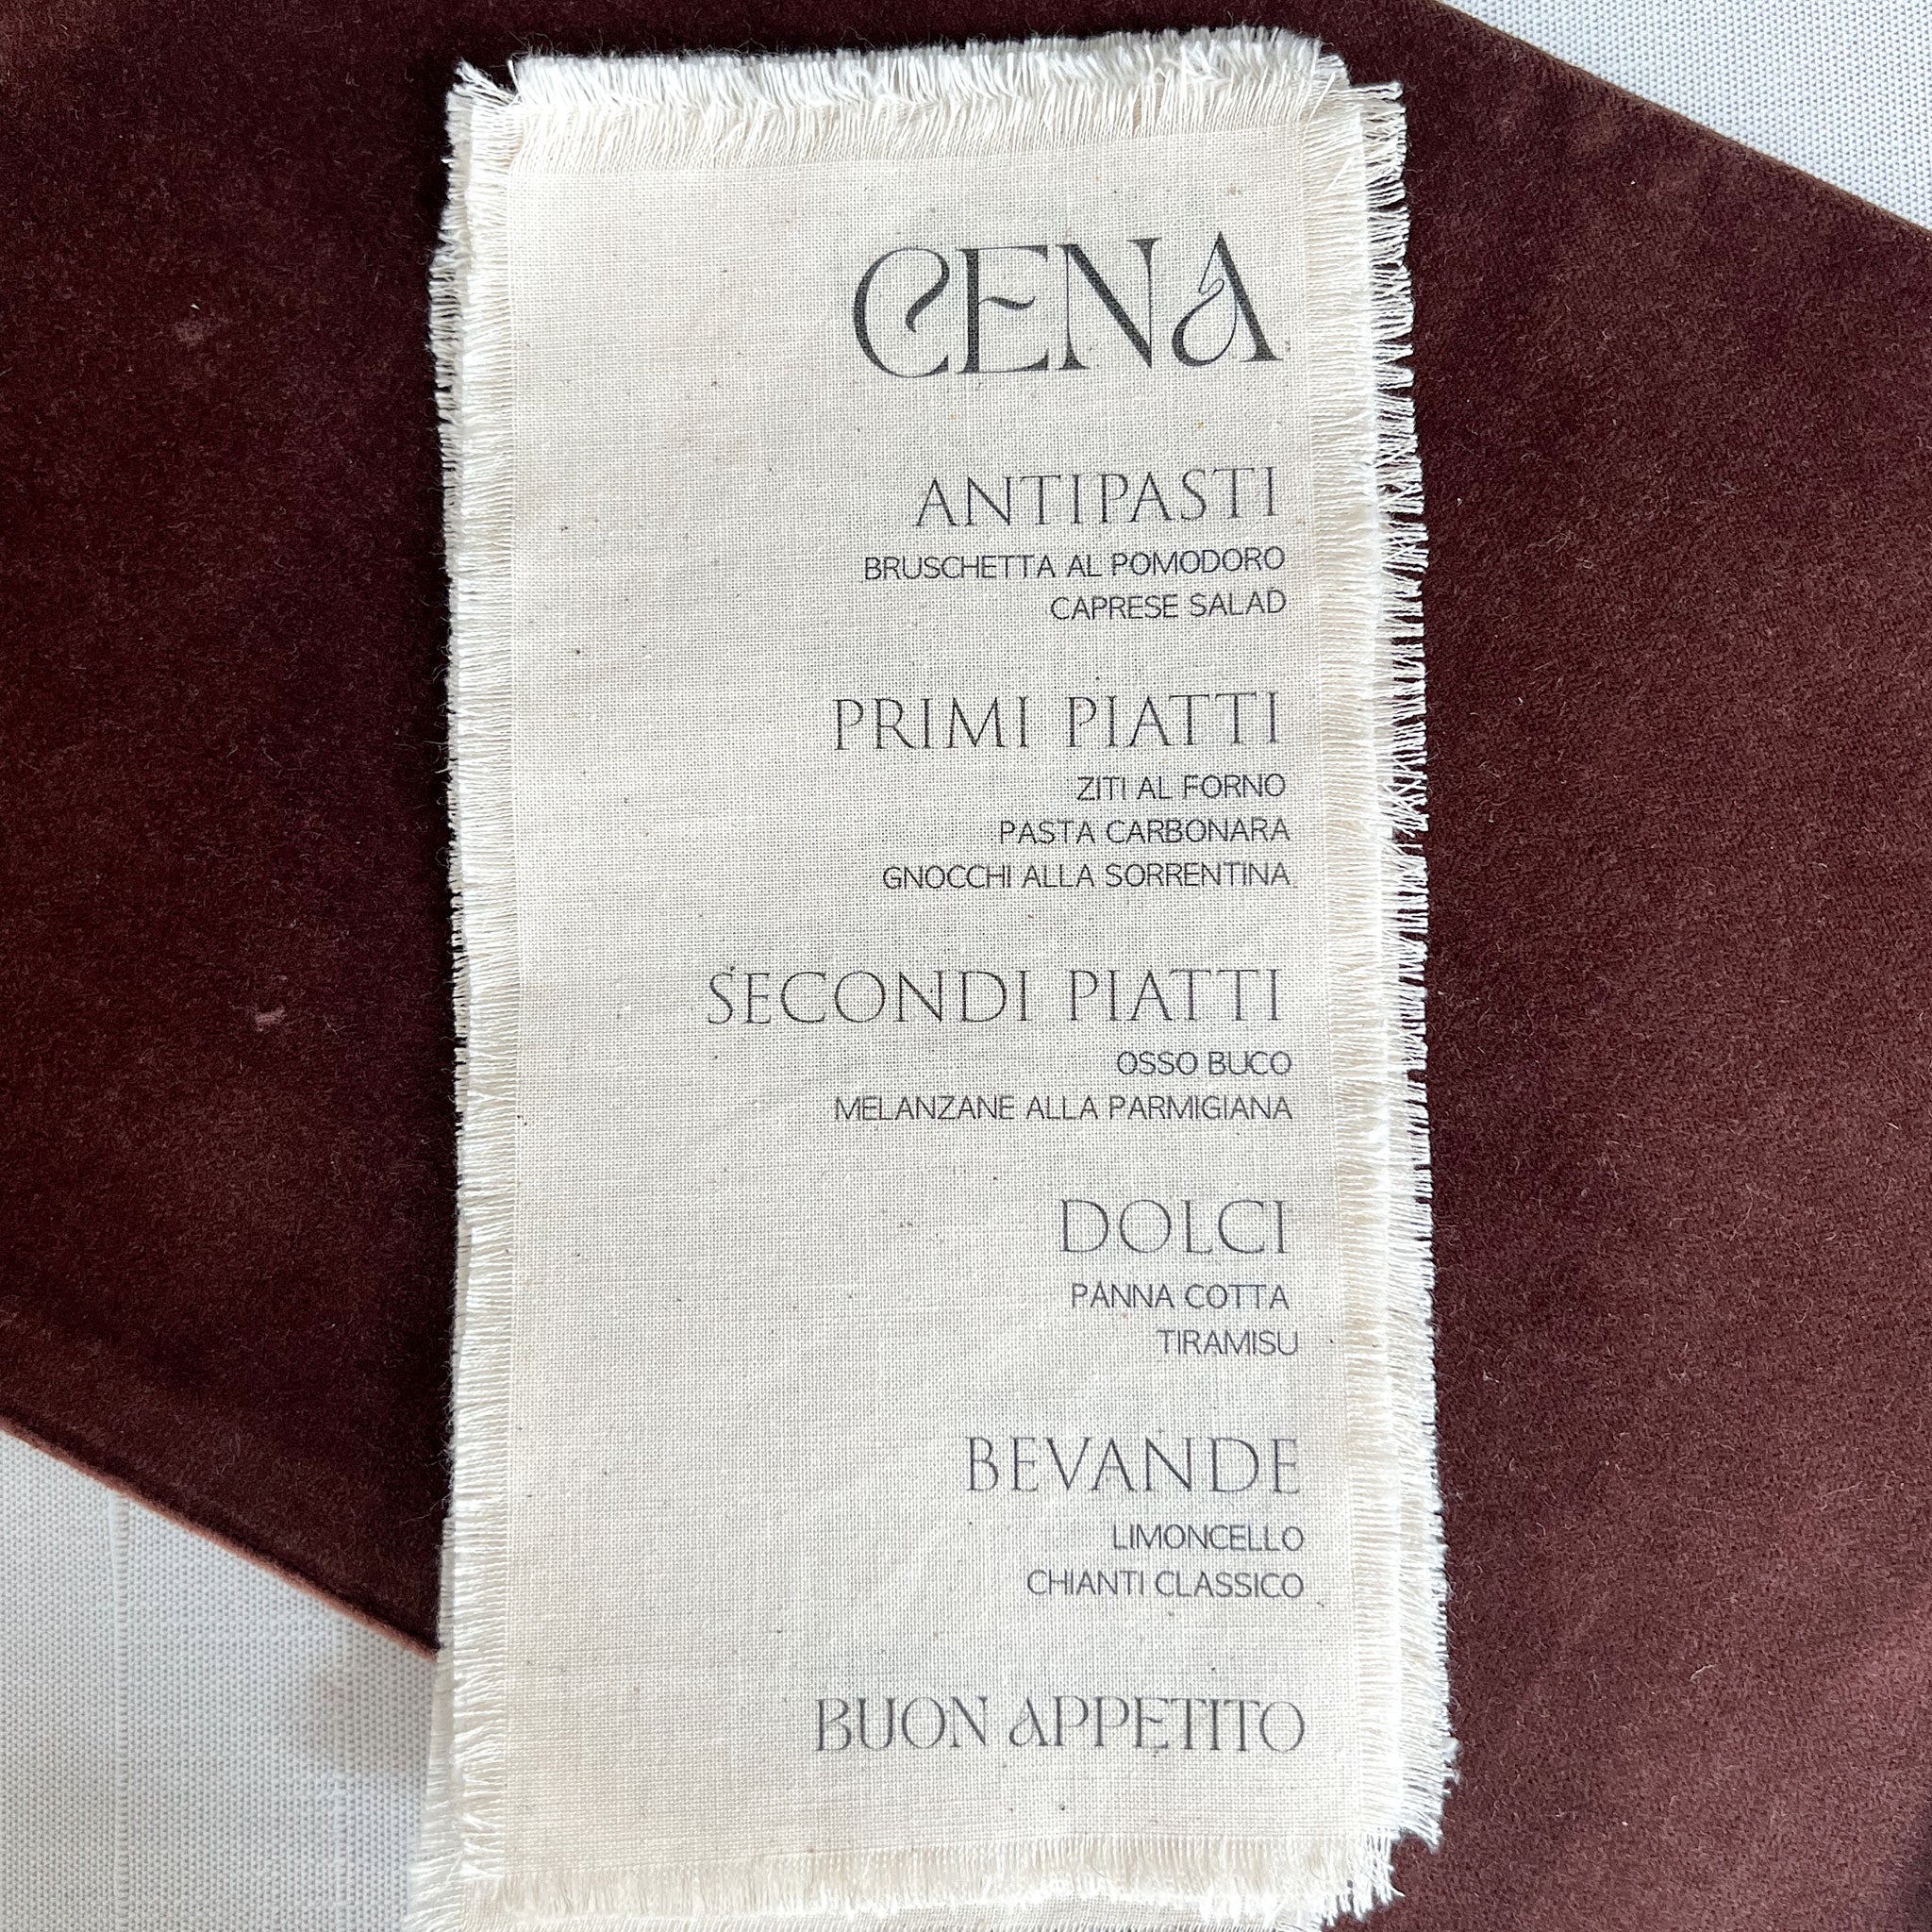 CENA
ANTIPASTI
BRUSCHETTA AL POMODORO
CAPRESE SALAD
PRIMI PIATTI
ZITI AL FORNO
PASTA CARBONARA
GNOCCHI ALLA SORRENTINA
SECONDI PIATTI
OSSO BUCO
MELANZANE ALLA PARMIGIANA
DOLCI
PANNA COTTA
TIRAMISU
BEVANDE
LIMONCELLO
CHIANTI CLASSICO
BUON APPETITO